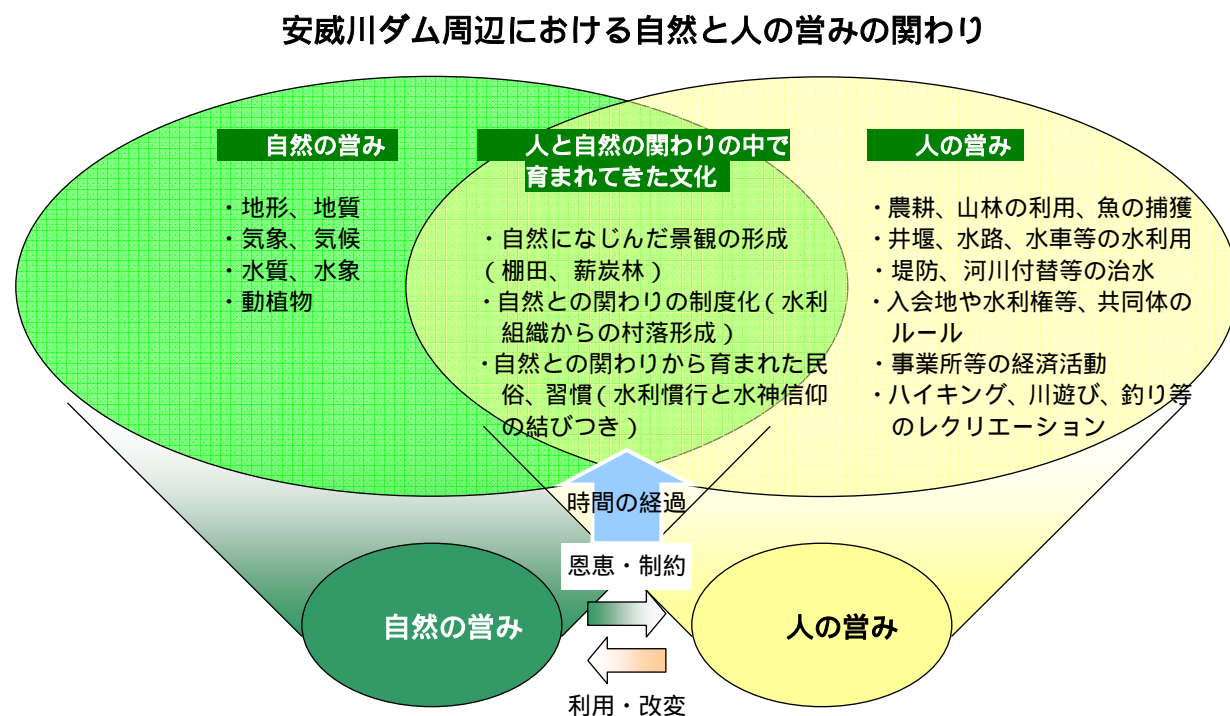 安威川ダム周辺における自然と人の営みの関わり
自然の営み
・地形、地質
・気象、気候
・水質、水象
・動植物
人と自然の関わりの中で
育まれてきた文化
・自然になじんだ景観の形成
（棚田、薪炭林）
・自然との関わりの制度化（水利
組織からの村落形成）
・自然との関わりから育まれた民
俗、習慣（水利慣行と水神信仰
の結びつき）
人の営み
・農耕、山林の利用、魚の捕獲
・井堰、水路、水車等の水利用
・堤防、河川付替等の治水
・入会地や水利権等、共同体の
ルール
・事業所等の経済活動
・ハイキング、川遊び、釣り等
のレクリエーション
時間の経過
恩恵・制約
自然の営み
人の営み
利用・改変